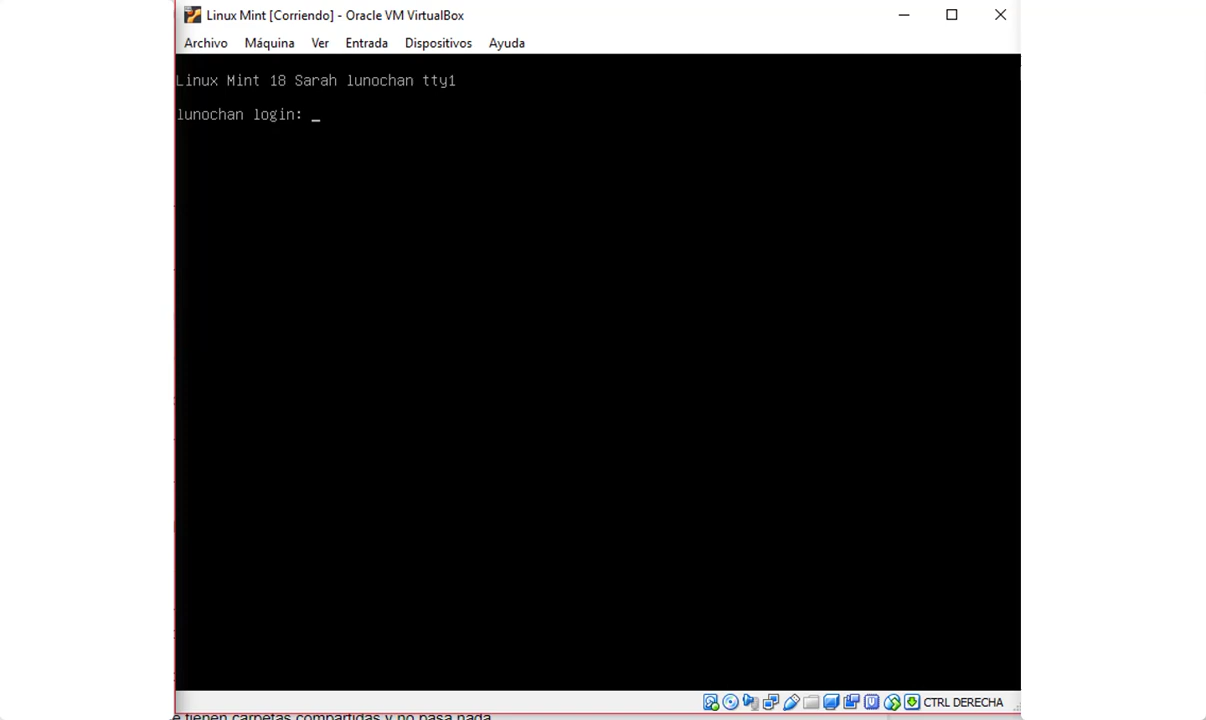 Linux Mint [Corriendo] - Oracle VM VirtualBox
Archivo Máquina Ver Entrada Dispositivos Ayuda
Linux Mint 18 Sarah lunochan tty1
lunochan login: _
CTRL DERECHA
e tienen carpetas compartidas y no pasa nada